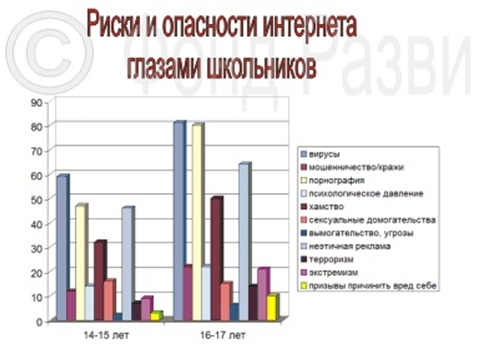 © Фонд Разви
Риски и опасности интернета
глазами школьников
90
80
70
60
50
40
30
20
10
0
14-15 лет
16-17 лет
вирусы
мошенничество/кражи
порнография
психологическое давление
хамство
сексуальные домогательства
вымогательство, угрозы
неэтичная реклама
терроризм
экстремизм
призывы причинить вред себе